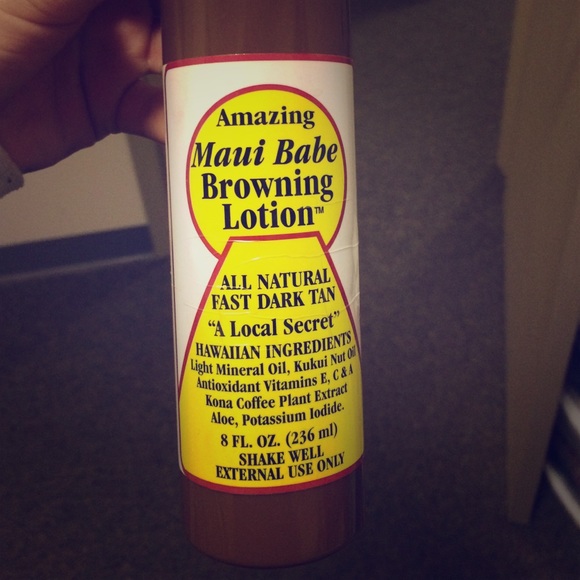 Amazing
Maui Babe
Browning
Lotion™
ALL NATURAL
FAST DARK TAN
"A Local Secret"
HAWAIIAN INGREDIENTS
Light Mineral Oil, Kukui Nut Oil
Antioxidant Vitamins E, C & A
Kona Coffee Plant Extract
Aloe, Potassium Iodide.
8 FL. OZ. (236 ml)
SHAKE WELL
EXTERNAL USE ONLY